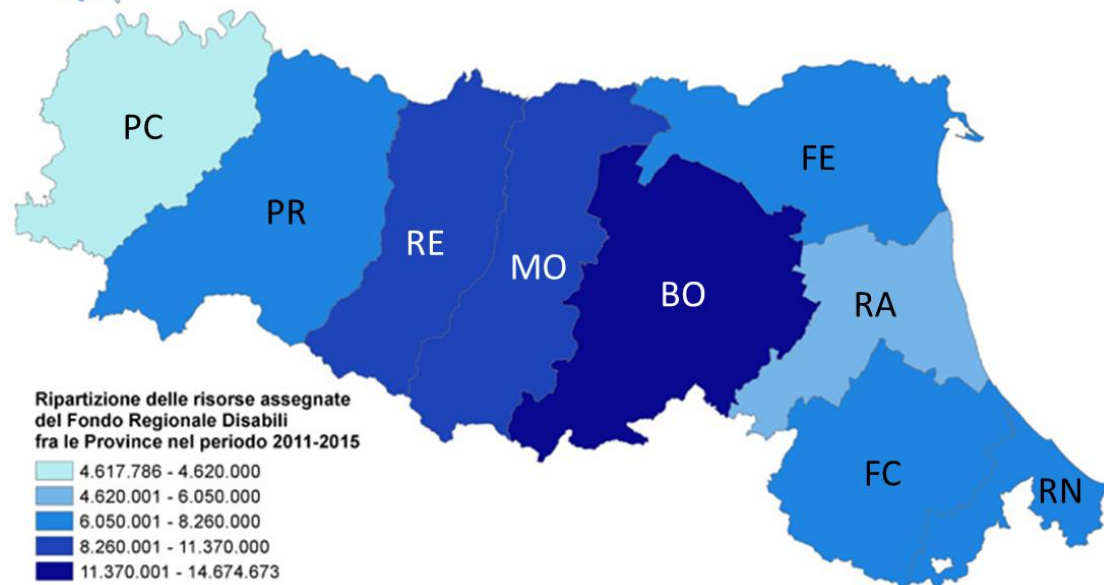 PC
PR
RE
MO
BO
FE
RA
FC
RN
Ripartizione delle risorse assegnate
del Fondo Regionale Disabili
fra le Province nel periodo 2011-2015
4.617.786 - 4.620.000
4.620.001 - 6.050.000
6.050.001 - 8.260.000
8.260.001 - 11.370.000
11.370.001 - 14.674.673